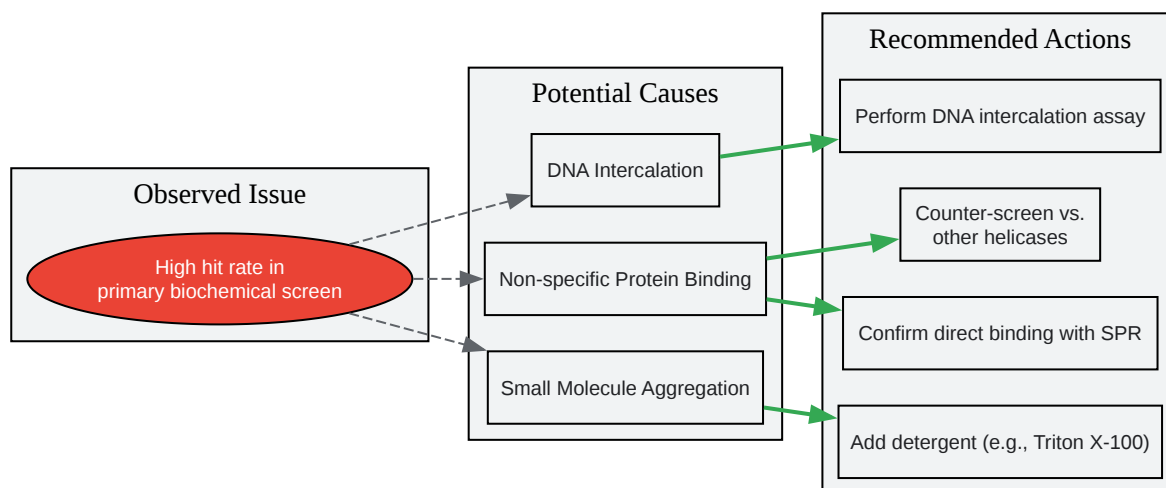 Observed Issue
High hit rate in
primary biochemical screen
Potential Causes
DNA Intercalation
Non-specific Protein Binding
Small Molecule Aggregation
Recommended Actions
Perform DNA intercalation assay
Counter-screen vs.
other helicases
Confirm direct binding with SPR
Add detergent (e.g., Triton X-100)